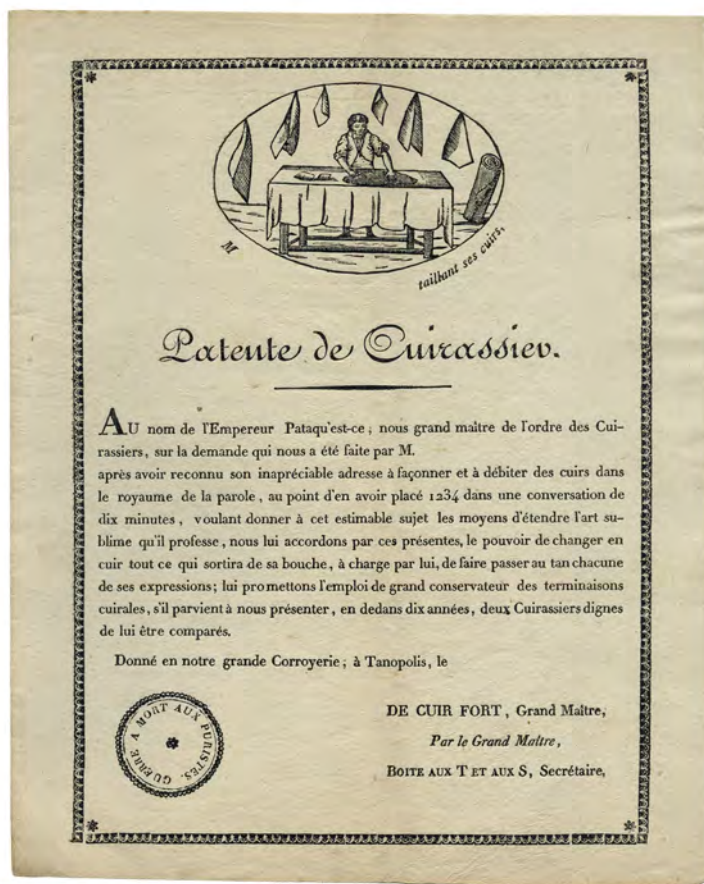 M
taillant ses cuirs,
Patente de Cuirassier.
AU nom de l'Empereur Pataqu'est-ce ; nous grand maître de l'ordre des Cui-
rassiers, sur la demande qui nous a été faite par M.
après avoir reconnu son inapréciable adresse à façonner et à débiter des cuirs dans
le royaume de la parole , au point d'en avoir placé 1234 dans une conversation de
dix minutes , voulant donner à cet estimable sujet les moyens d'étendre l'art su-
blime qu'il professe , nous lui accordons par ces présentes, le pouvoir de changer en
cuir tout ce qui sortira de sa bouche , à charge par lui, de faire passer au tan chacune
de ses expressions ; lui promettons l'emploi de grand conservateur des terminaisons
cuirales , s'il parvient à nous présenter , en dedans dix années , deux Cuirassiers dignes
de lui être comparés.
Donné en notre grande Corroyerie ; à Tanopolis, le
GUERRE A MORT AUX PURISTES.
DE CUIR FORT , Grand Maître,
Par le Grand Maître,
BOITE AUX T ET AUX S, Secrétaire,